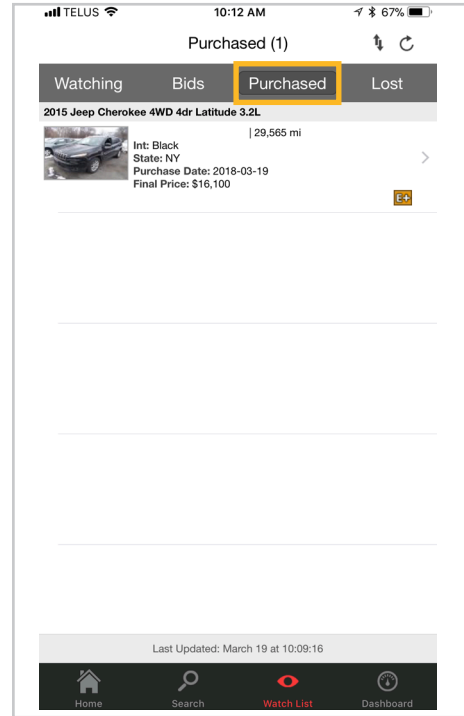 TELUS 10:12 AM 67%
Purchased (1)
Watching Bids Purchased Lost
2015 Jeep Cherokee 4WD 4dr Latitude 3.2L
| 29,565 mi
Int: Black
State: NY
Purchase Date: 2018-03-19
Final Price: $16,100
E+
Last Updated: March 19 at 10:09:16
Home Search Watch List Dashboard